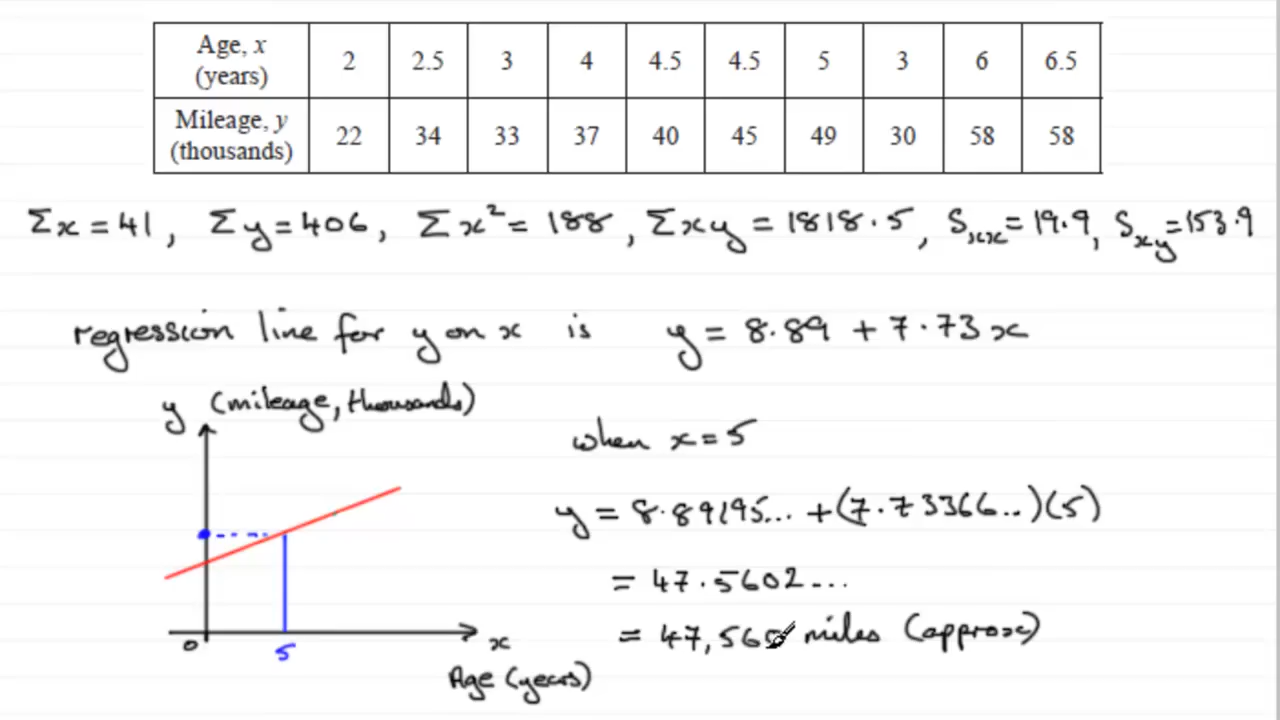 Age, x (years) 2 2.5 3 4 4.5 4.5 5 3 6 6.5
Mileage, y (thousands) 22 34 33 37 40 45 49 30 58 58
Σx = 41, Σy = 406, Σx² = 188, Σxy = 1818.5, Sxx = 19.9, Sxy = 153.9
regression line for y on x is y = 8.89 + 7.73x
y (mileage, thousands)
when x = 5
y = 8.89195... + (7.73366...)(5)
= 47.5602...
= 47,560 miles (approx)
0 5 x
Age (years)